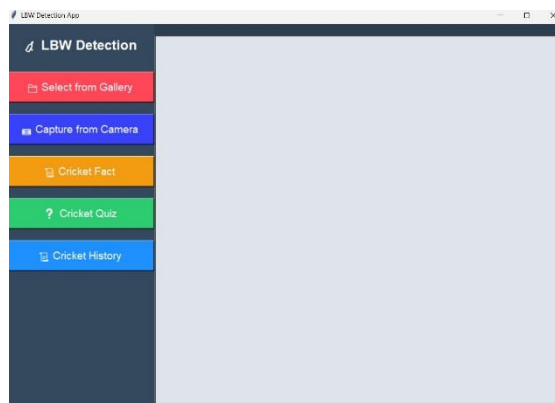 LBW Detection App
LBW Detection
Select from Gallery
Capture from Camera
Cricket Fact
? Cricket Quiz
Cricket History